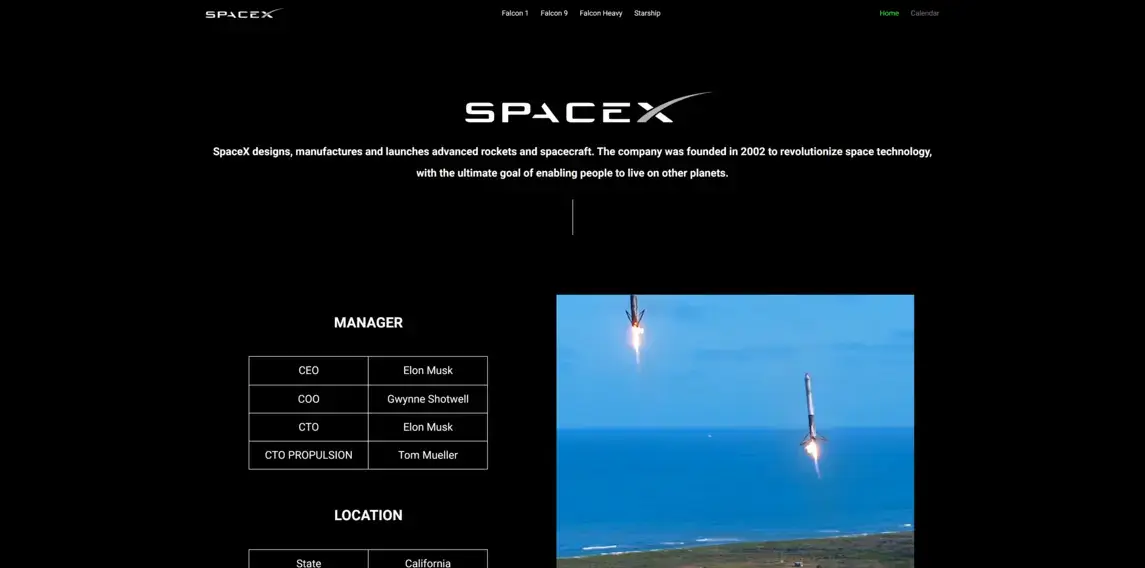 SPACEX
Falcon 1 Falcon 9 Falcon Heavy Starship
Home Calendar
SPACEX
SpaceX designs, manufactures and launches advanced rockets and spacecraft. The company was founded in 2002 to revolutionize space technology,
with the ultimate goal of enabling people to live on other planets.
MANAGER
CEO Elon Musk
COO Gwynne Shotwell
CTO Elon Musk
CTO PROPULSION Tom Mueller
LOCATION
State California